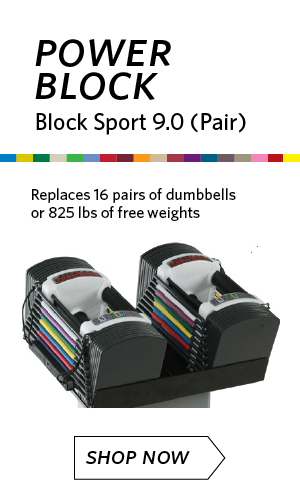 POWER
BLOCK
Block Sport 9.0 (Pair)
Replaces 16 pairs of dumbbells
or 825 lbs of free weights
SHOP NOW